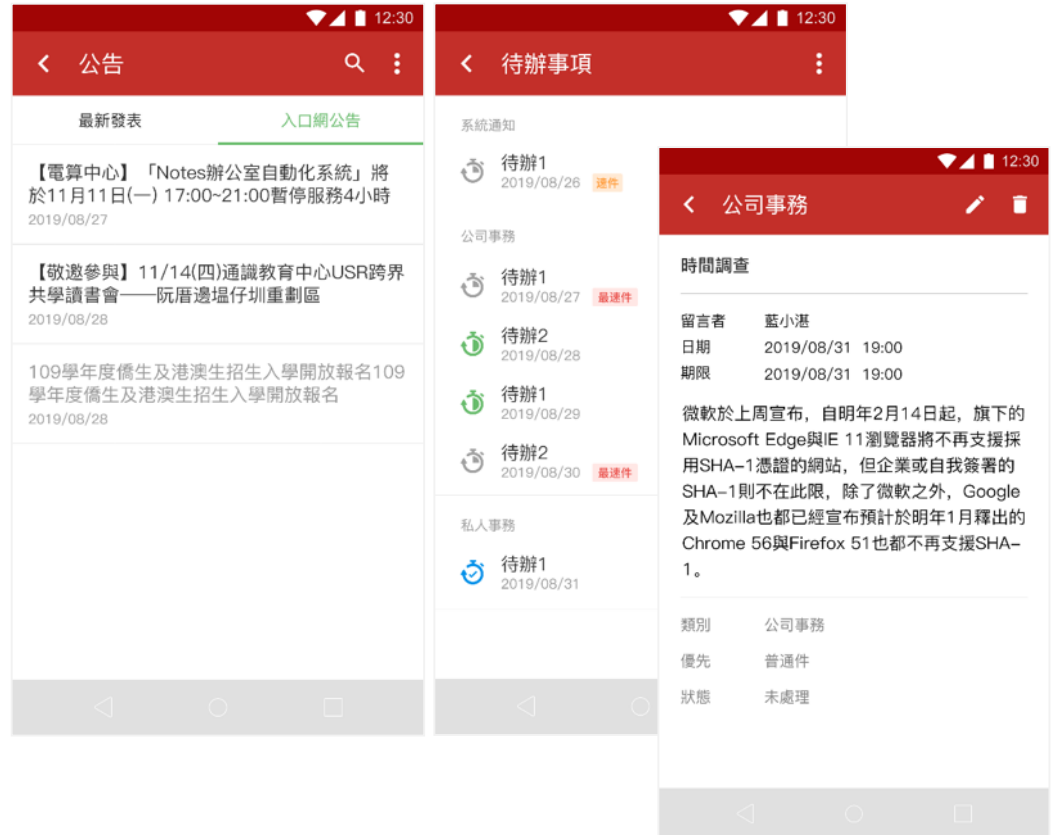 12:30
公告
最新發表 入口網公告
【電算中心】「Notes辦公室自動化系統」將
於11月11日(一) 17:00~21:00暫停服務4小時
2019/08/27
【敬邀參與】11/14(四)通識教育中心USR跨界
共學讀書會——阮厝邊塭仔圳重劃區
2019/08/28
109學年度僑生及港澳生招生入學開放報名109
學年度僑生及港澳生招生入學開放報名
2019/08/28
12:30
待辦事項
系統通知
待辦1
2019/08/26 速件
公司事務
待辦1
2019/08/27 最速件
待辦2
2019/08/28
待辦1
2019/08/29
待辦2
2019/08/30 最速件
私人事務
待辦1
2019/08/31
12:30
公司事務
時間調查
留言者 藍小湛
日期 2019/08/31 19:00
期限 2019/08/31 19:00
微軟於上周宣布，自明年2月14日起，旗下的
Microsoft Edge與IE 11瀏覽器將不再支援採
用SHA-1憑證的網站，但企業或自我簽署的
SHA-1則不在此限，除了微軟之外，Google
及Mozilla也都已經宣布預計於明年1月釋出的
Chrome 56與Firefox 51也都不再支援SHA-
1。
類別 公司事務
優先 普通件
狀態 未處理